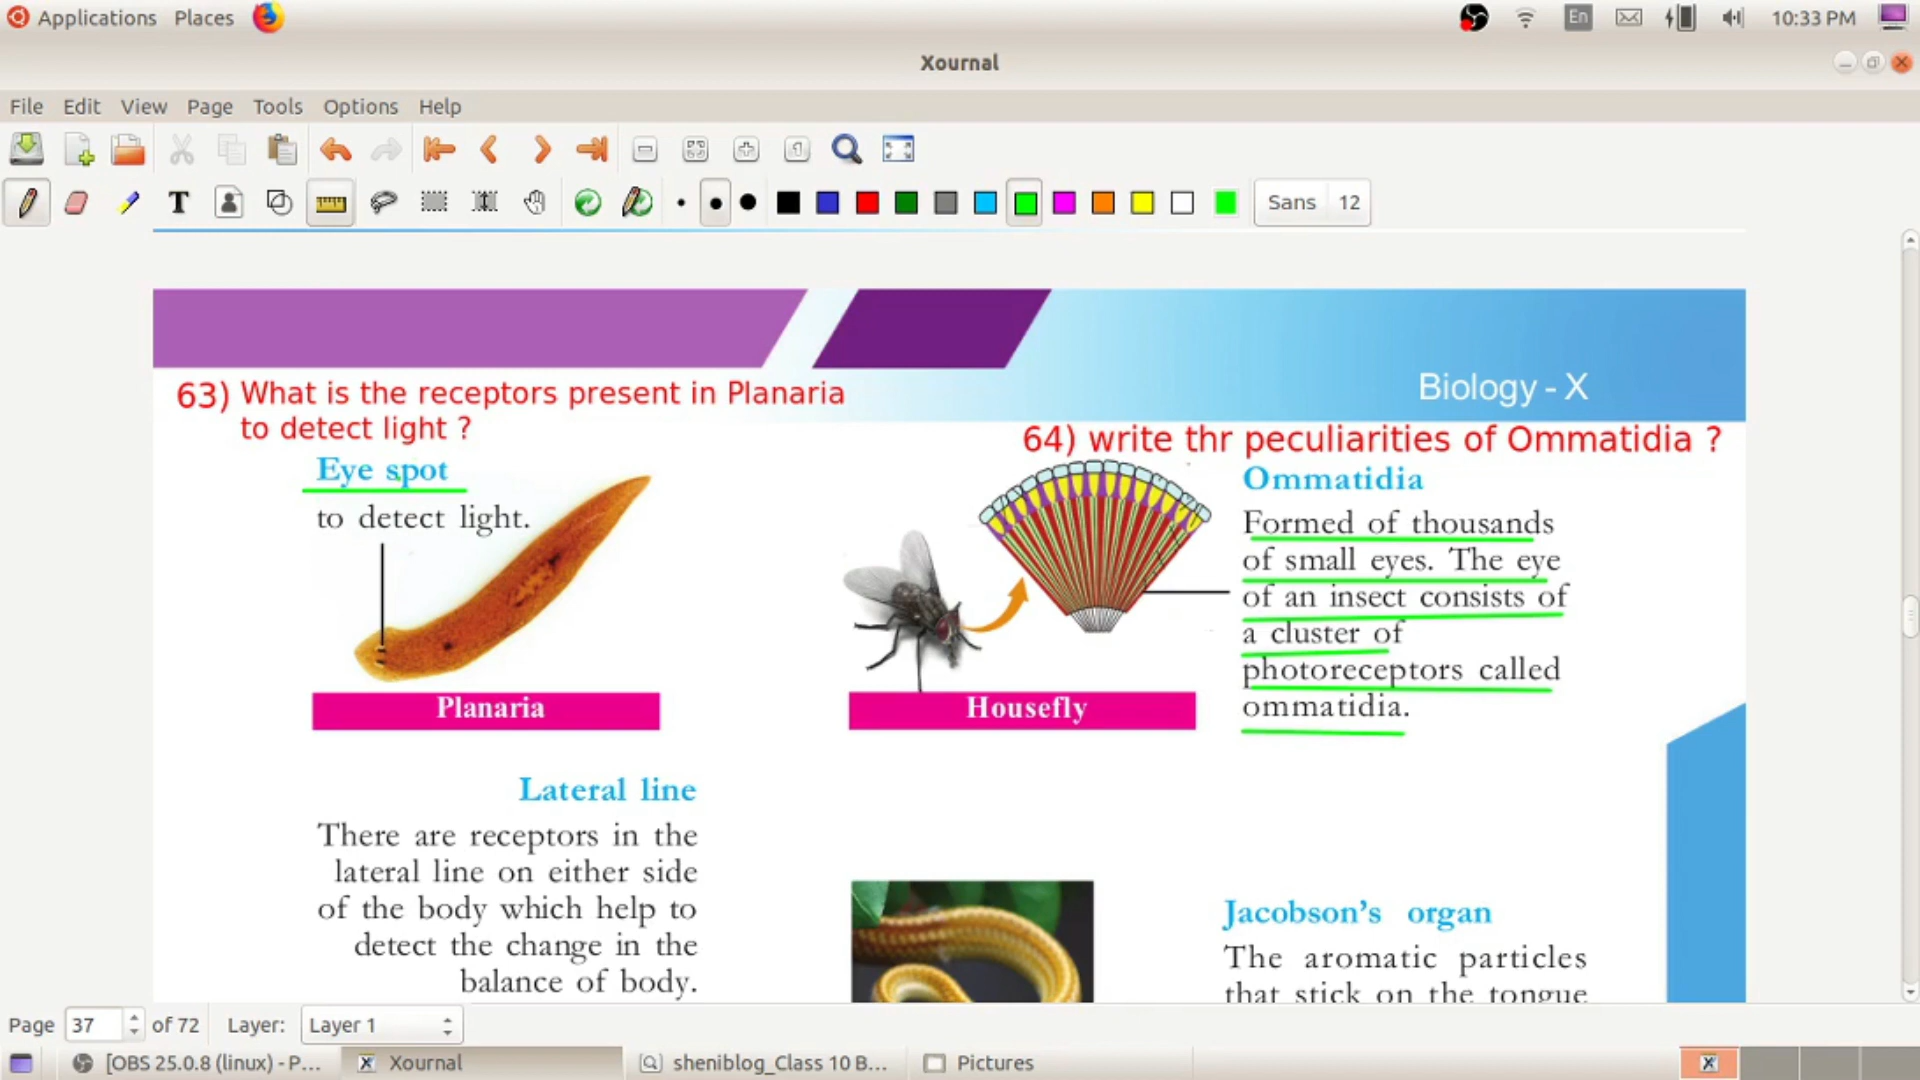 Applications Places
En
10:33 PM
Xournal
File Edit View Page Tools Options Help
T
Sans 12
Biology - X
63) What is the receptors present in Planaria
to detect light ?
Eye spot
to detect light.
Planaria
64) write thr peculiarities of Ommatidia ?
Ommatidia
Formed of thousands
of small eyes. The eye
of an insect consists of
a cluster of
photoreceptors called
ommatidia.
Housefly
Lateral line
There are receptors in the
lateral line on either side
of the body which help to
detect the change in the
balance of body.
Jacobson's organ
The aromatic particles
that stick on the tongue
Page 37 of 72 Layer: Layer 1
[OBS 25.0.8 (linux) - P... Xournal sheniblog_Class 10 B... Pictures